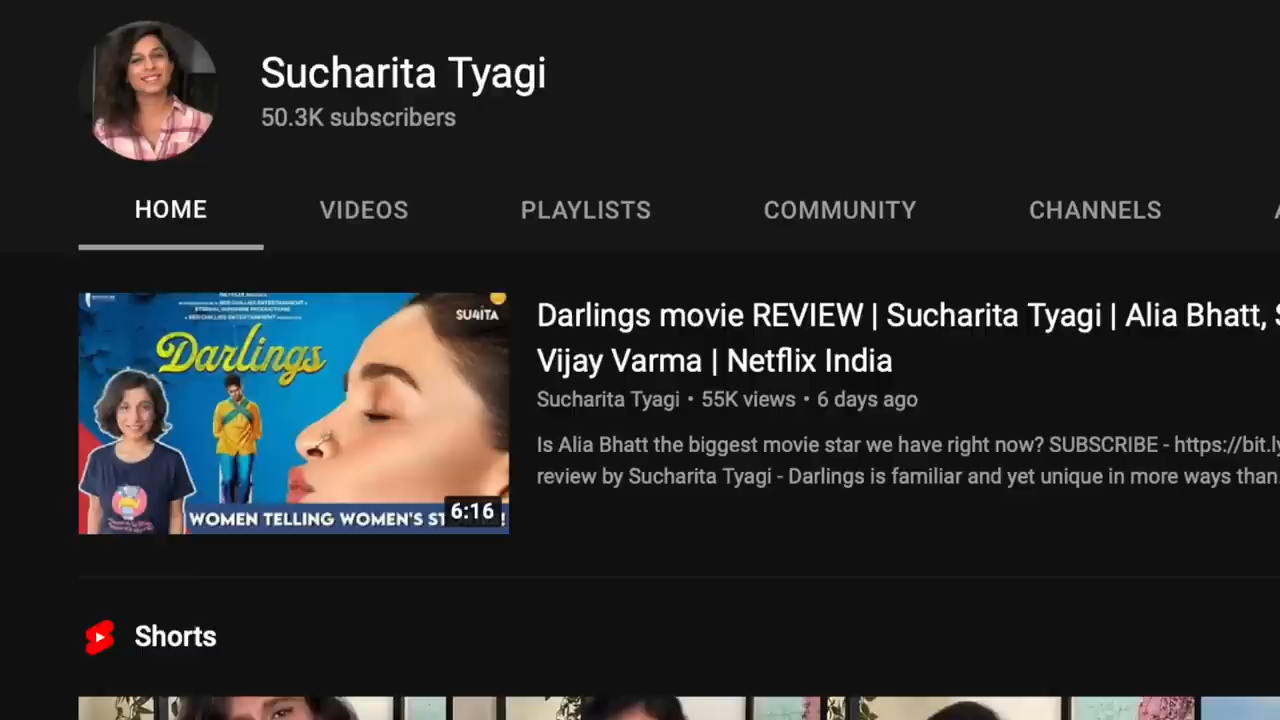 Sucharita Tyagi
50.3K subscribers
HOME VIDEOS PLAYLISTS COMMUNITY CHANNELS
SU4ITA
Darlings
6:16
WOMEN TELLING WOMEN'S
Darlings movie REVIEW | Sucharita Tyagi | Alia Bhatt,
Vijay Varma | Netflix India
Sucharita Tyagi • 55K views • 6 days ago
Is Alia Bhatt the biggest movie star we have right now? SUBSCRIBE - https://bit.ly
review by Sucharita Tyagi - Darlings is familiar and yet unique in more ways than
Shorts